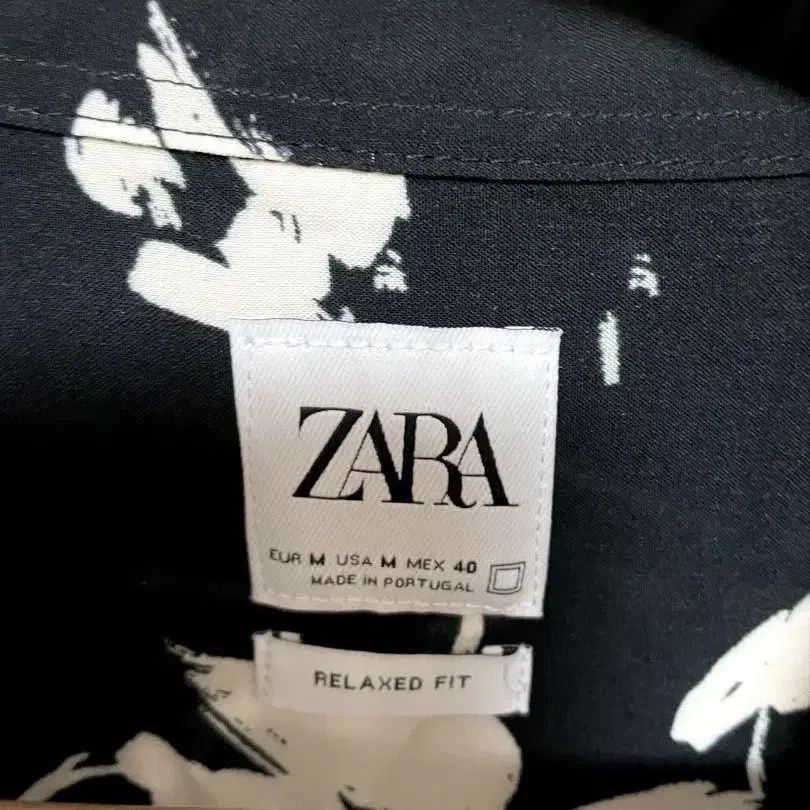 ZARA
EUR M USA M MEX 40
MADE IN PORTUGAL
RELAXED FIT